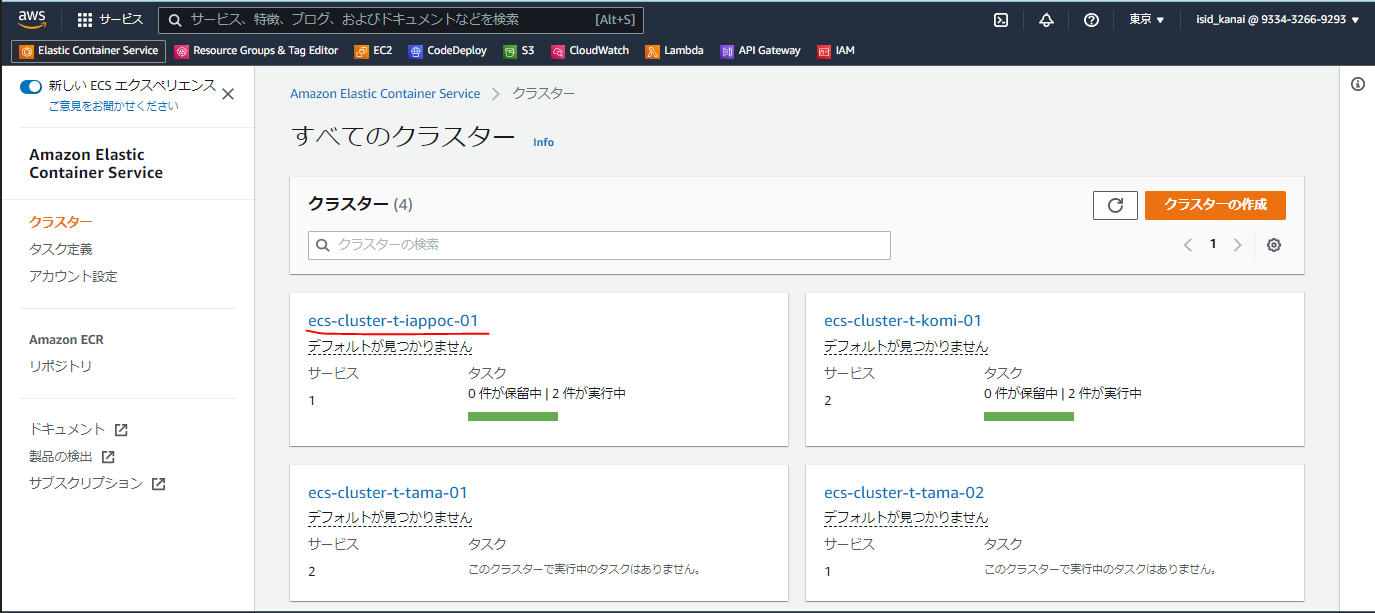 aws サービス サービス、特徴、ブログ、およびドキュメントなどを検索 [Alt+S] 東京 ▼ isid_kanai @ 9334-3266-9293 ▼
Elastic Container Service Resource Groups & Tag Editor EC2 CodeDeploy S3 CloudWatch Lambda API Gateway IAM
新しい ECS エクスペリエンス
ご意見をお聞かせください
Amazon Elastic
Container Service
クラスター
タスク定義
アカウント設定
Amazon ECR
リポジトリ
ドキュメント
製品の検出
サブスクリプション
Amazon Elastic Container Service > クラスター
すべてのクラスター Info
クラスター (4)
クラスターの作成
クラスターの検索
1
ecs-cluster-t-iappoc-01
デフォルトが見つかりません
サービス タスク
1 0 件が保留中 | 2 件が実行中
ecs-cluster-t-komi-01
デフォルトが見つかりません
サービス タスク
2 0 件が保留中 | 2 件が実行中
ecs-cluster-t-tama-01
デフォルトが見つかりません
サービス タスク
2 このクラスターで実行中のタスクはありません。
ecs-cluster-t-tama-02
デフォルトが見つかりません
サービス タスク
1 このクラスターで実行中のタスクはありません。